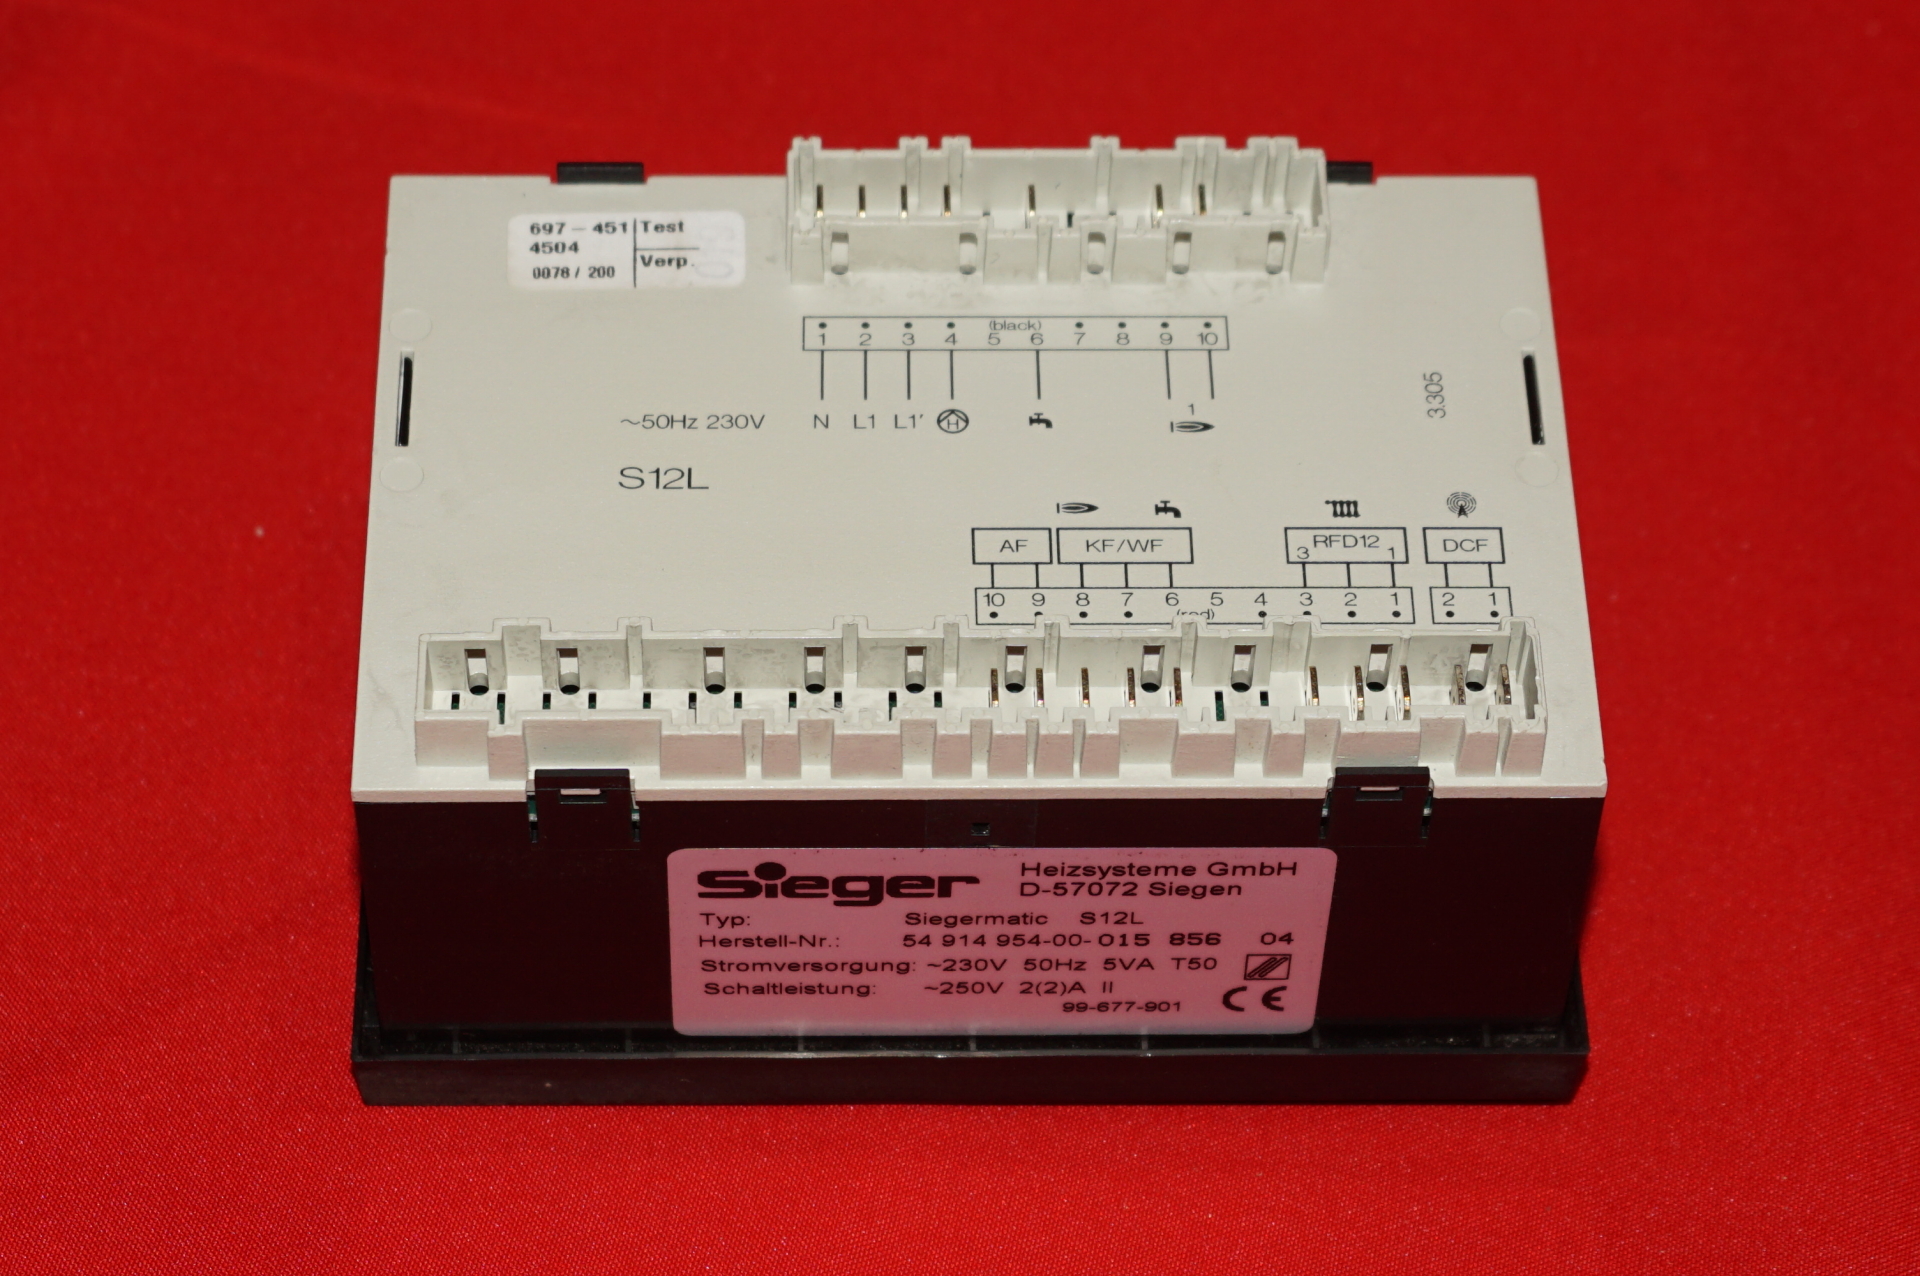 697-451 Test
4504
Verp.
0078 / 200
(black)
1 2 3 4 5 6 7 8 9 10
~50Hz 230V N L1 L1' H 1
3.305
S12L
AF KF/WF 3 RFD12 1 DCF
10 9 8 7 6 5 4 3 2 1 2 1
(red)
Sieger Heizsysteme GmbH
D-57072 Siegen
Typ: Siegermatic S12L
Herstell-Nr.: 54 914 954-00-015 856 04
Stromversorgung: ~230V 50Hz 5VA T50
Schaltleistung: ~250V 2(2)A II
99-677-901 CE